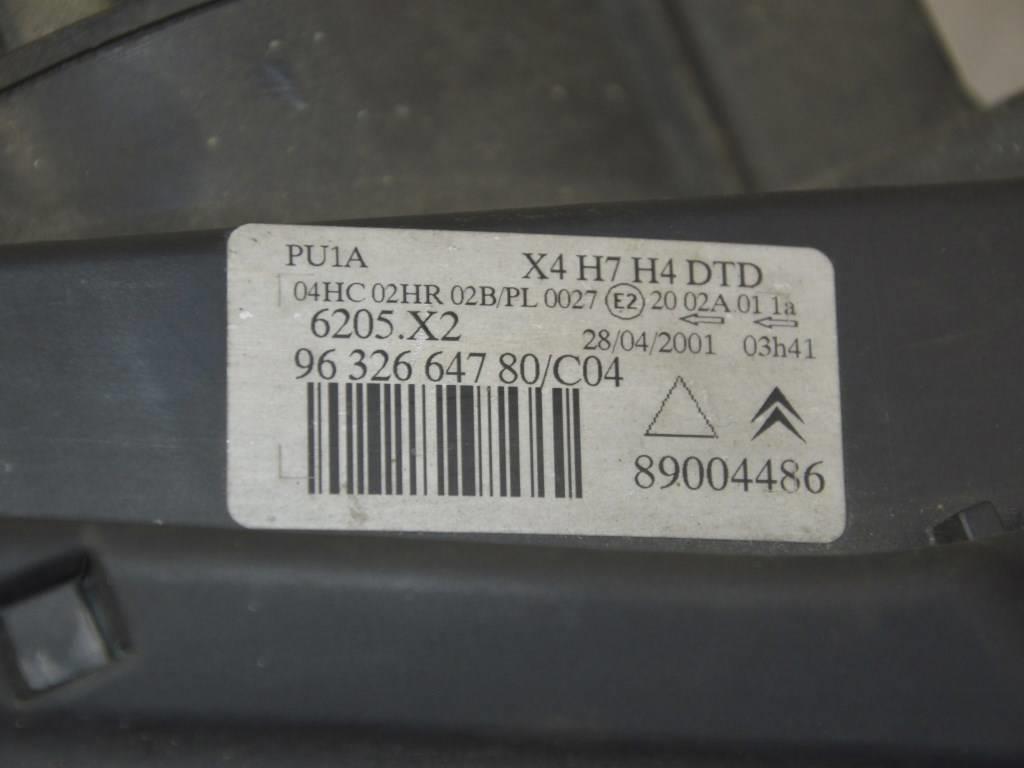 PU1A X4 H7 H4 DTD
04HC 02HR 02B/PL 0027 E2 20 02A 01 1a
6205.X2 28/04/2001 03h41
96 326 647 80/C04
89004486